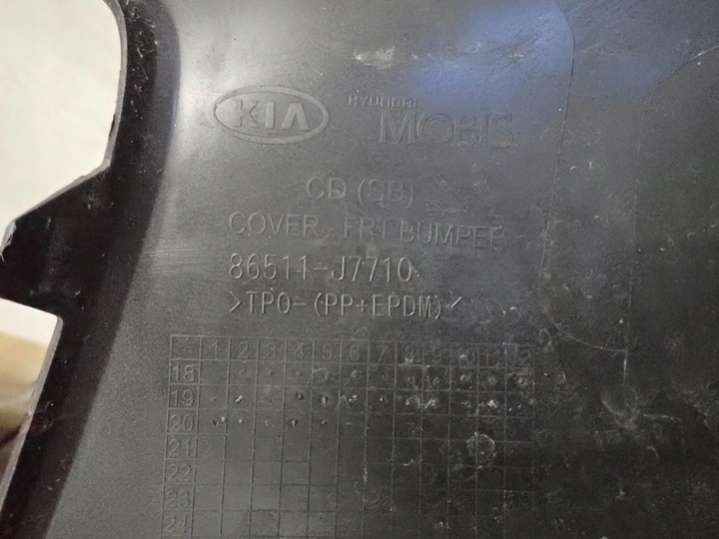 KIA HYUNDAI MOBIS
CD (SB)
COVER - FRT BUMPER
86511-J7710
>TPO-(PP+EPDM)<
1 2 3 4 5 6 7 8 9 10 11 12
18
19
20
21
22
23
24